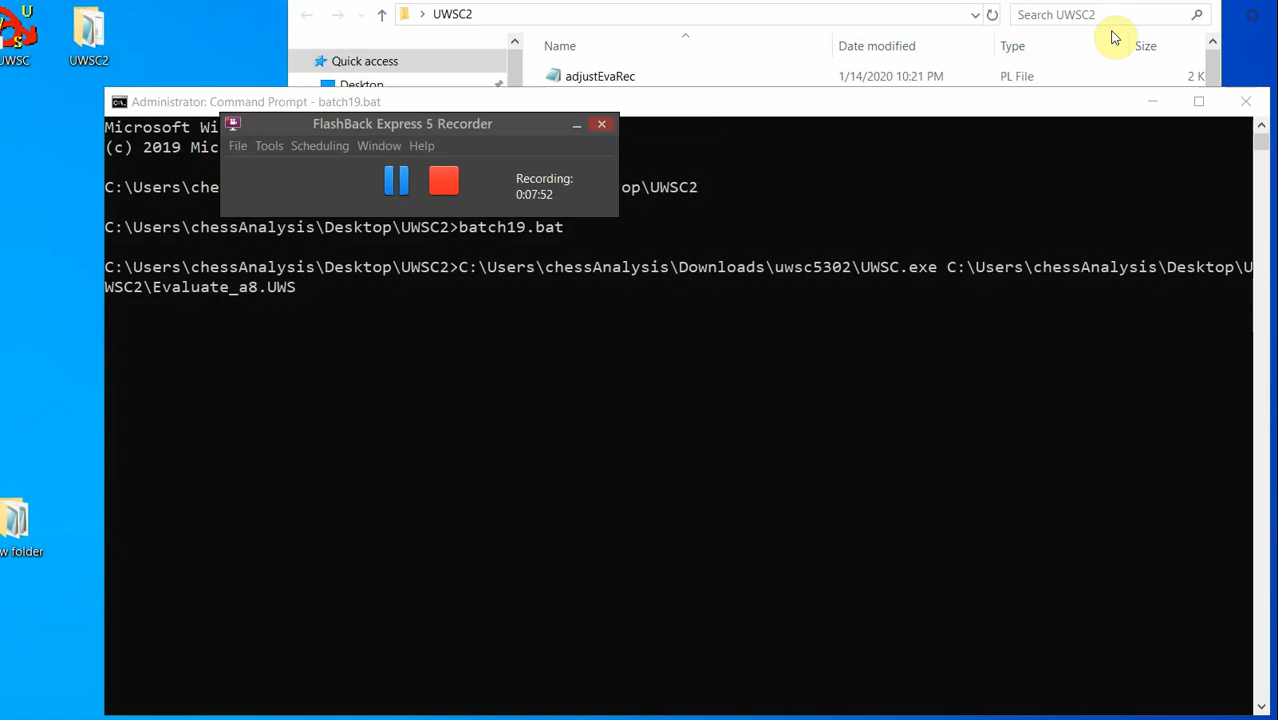 U
S
UWSC
UWSC2
UWSC2
Search UWSC2
Name
Date modified
Type
Size
Quick access
Desktop
adjustEvaRec
1/14/2020 10:21 PM
PL File
2 K
Administrator: Command Prompt - batch19.bat
Microsoft Wi
(c) 2019 Mic
FlashBack Express 5 Recorder
File Tools Scheduling Window Help
Recording:
0:07:52
C:\Users\che
op\UWSC2
C:\Users\chessAnalysis\Desktop\UWSC2>batch19.bat
C:\Users\chessAnalysis\Desktop\UWSC2>C:\Users\chessAnalysis\Downloads\uwsc5302\UWSC.exe C:\Users\chessAnalysis\Desktop\U
WSC2\Evaluate_a8.UWS
w folder